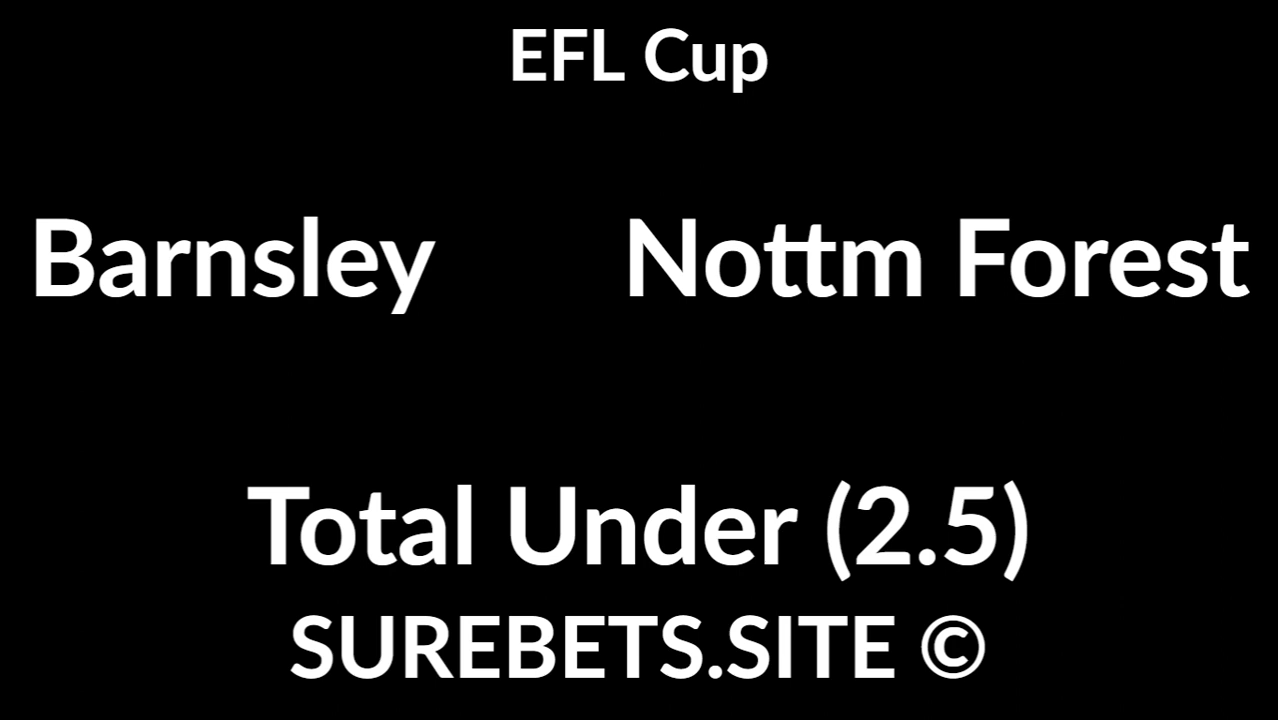 EFL Cup
Barnsley Nottm Forest
Total Under (2.5)
SUREBETS.SITE ©